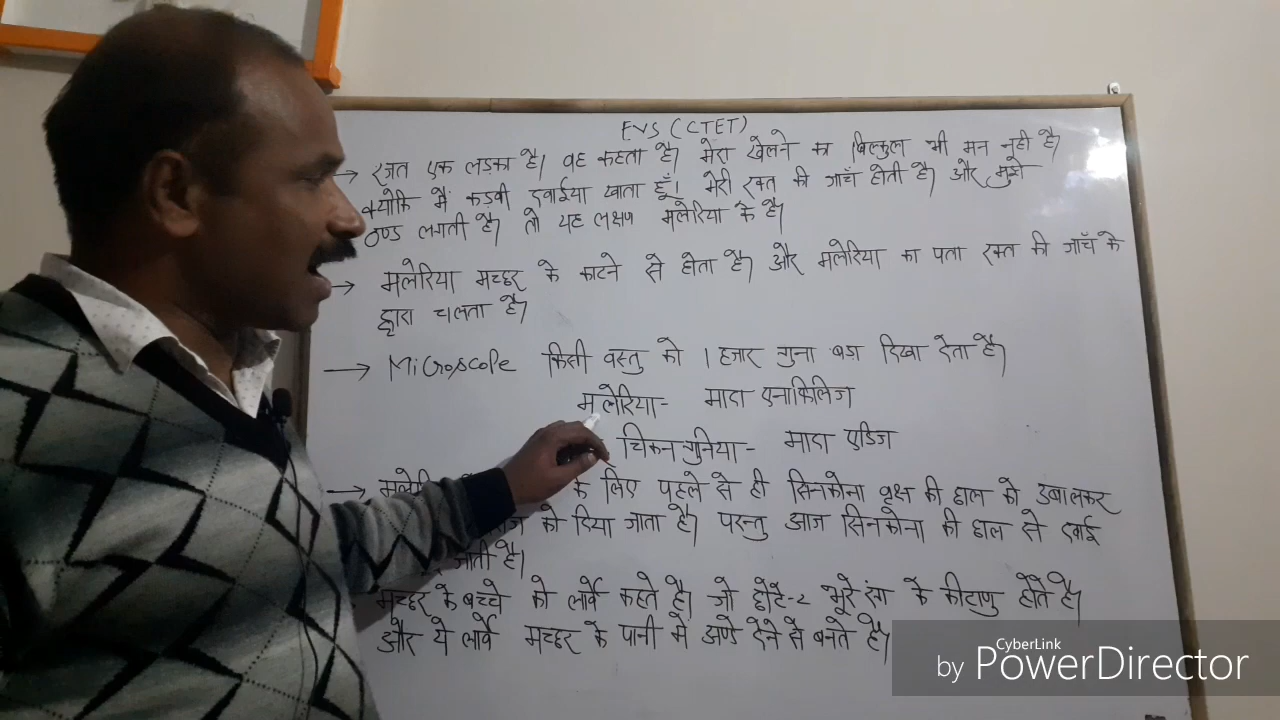 EVS (CTET)
→ रजत एक लडका है। वह कहता है। मेरा खेलने का बिल्कुल भी मन नही है।
क्योकि मैं कडवी दवाईया खाता हूँ। मेरी रक्त की जाँच होती है। और मुझे
ठण्ड लगती है। तो यह लक्षण मलेरिया के है।
→ मलेरिया मच्छर के काटने से होता है। और मलेरिया का पता रक्त की जाँच के
द्वारा चलता है।
→ Microscope किसी वस्तु को 1 हजार गुना बडा दिखा देता है।
मलेरिया- मादा एनाफिलिज
चिकनगुनिया- मादा एडिज
→ के लिए पहले से ही सिनकोना वृक्ष की छाल को उबालकर
को दिया जाता है। परन्तु आज सिनकोना की छाल से दवाई
जाती है।
मच्छर के बच्चे को लार्वे कहते है। जो छोटे-2 भूरे रंग के कीटाणु होते है।
और ये लार्वे मच्छर के पानी मे अण्डे देने से बनते है।
CyberLink
by PowerDirector